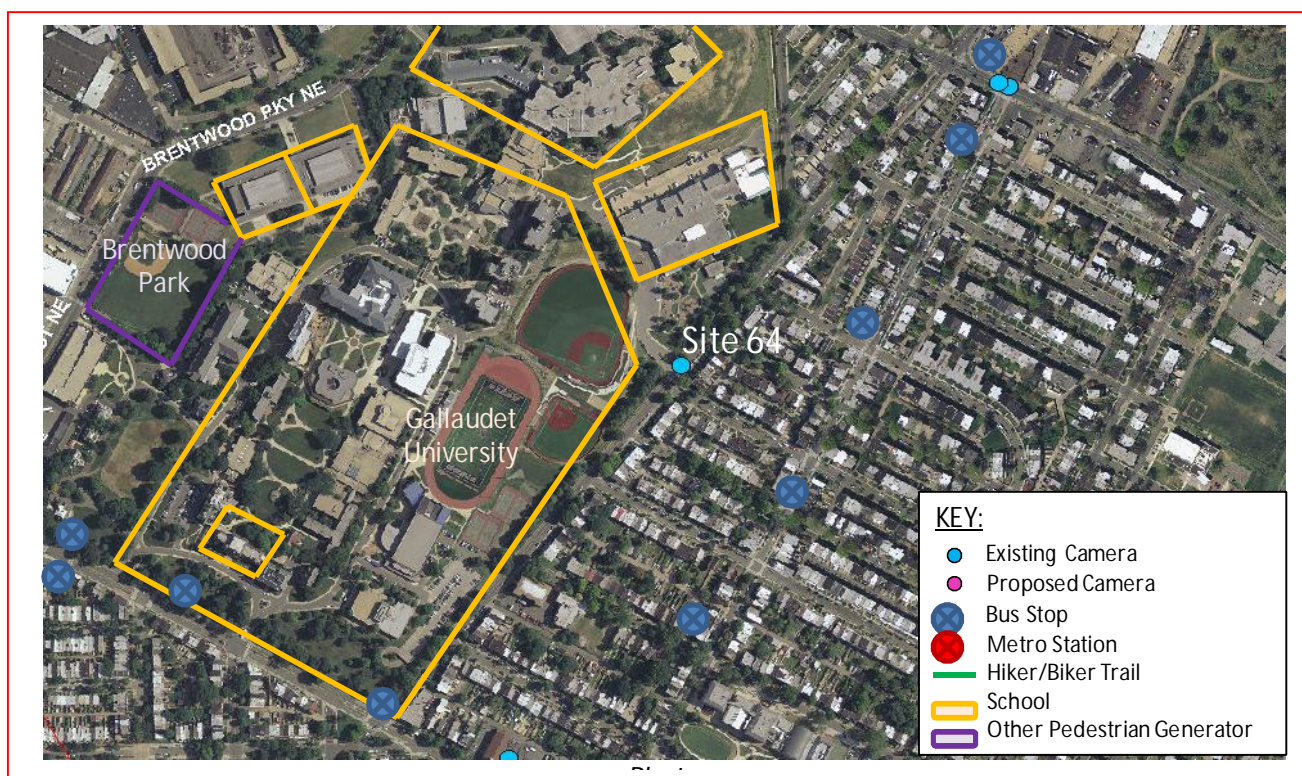 BRENTWOOD PKY NE
Brentwood
Park
NE
Site 64
Gallaudet
University
KEY:
Existing Camera
Proposed Camera
Bus Stop
Metro Station
Hiker/Biker Trail
School
Other Pedestrian Generator